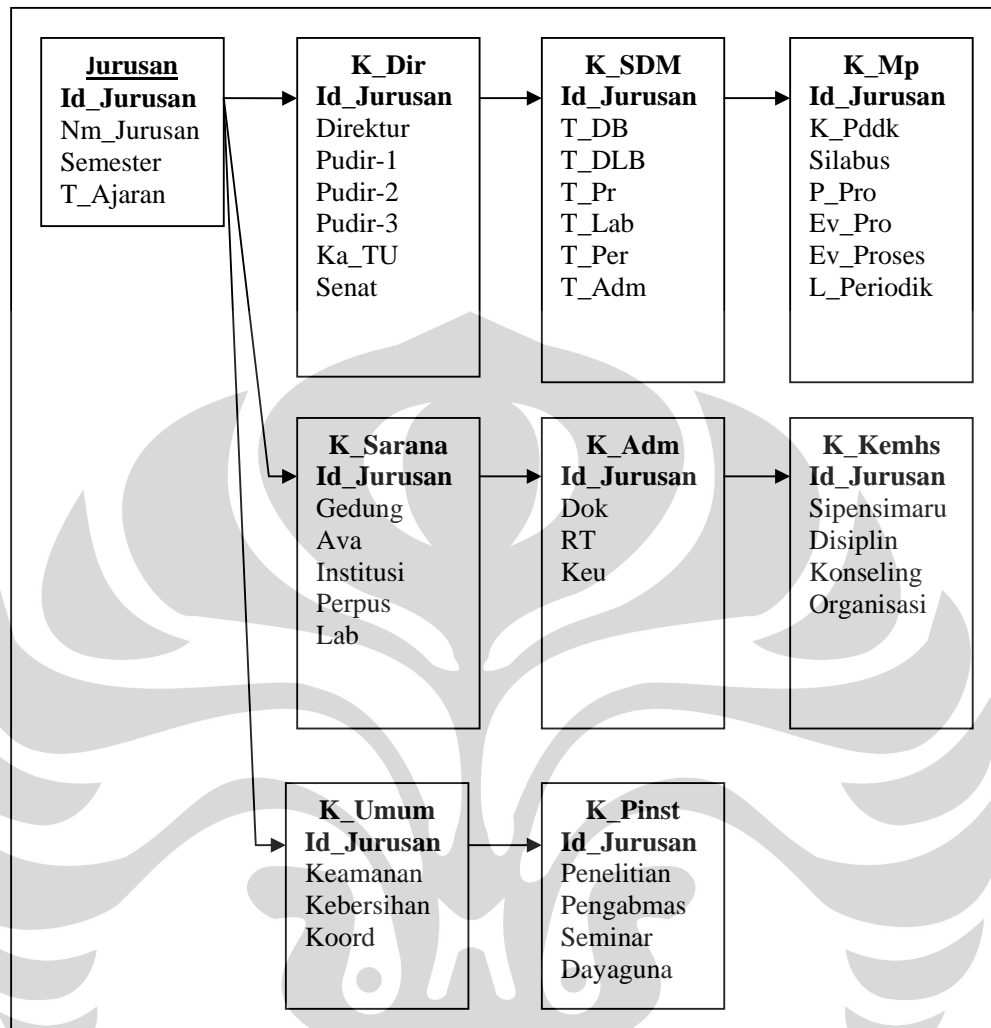 Jurusan
Id_Jurusan
Nm_Jurusan
Semester
T_Ajaran
K_Dir
Id_Jurusan
Direktur
Pudir-1
Pudir-2
Pudir-3
Ka_TU
Senat
K_SDM
Id_Jurusan
T_DB
T_DLB
T_Pr
T_Lab
T_Per
T_Adm
K_Mp
Id_Jurusan
K_Pddk
Silabus
P_Pro
Ev_Pro
Ev_Proses
L_Periodik
K_Sarana
Id_Jurusan
Gedung
Ava
Institusi
Perpus
Lab
K_Adm
Id_Jurusan
Dok
RT
Keu
K_Kemhs
Id_Jurusan
Sipensimaru
Disiplin
Konseling
Organisasi
K_Umum
Id_Jurusan
Keamanan
Kebersihan
Koord
K_Pinst
Id_Jurusan
Penelitian
Pengabmas
Seminar
Dayaguna